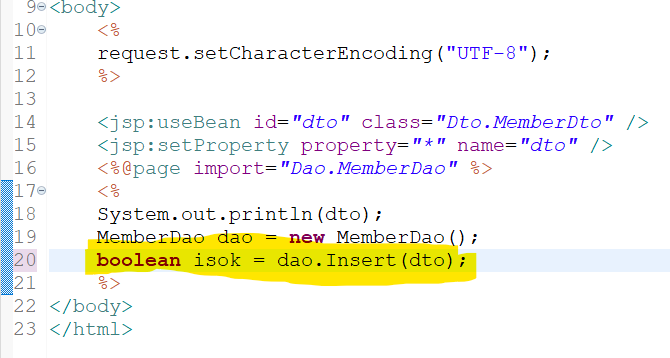 9 <body>
10 <%
11 request.setCharacterEncoding("UTF-8");
12 %>
13
14 <jsp:useBean id="dto" class="Dto.MemberDto" />
15 <jsp:setProperty property="*" name="dto" />
16 <%@page import="Dao.MemberDao" %>
17 <%
18 System.out.println(dto);
19 MemberDao dao = new MemberDao();
20 boolean isok = dao.Insert(dto);
21 %>
22 </body>
23 </html>